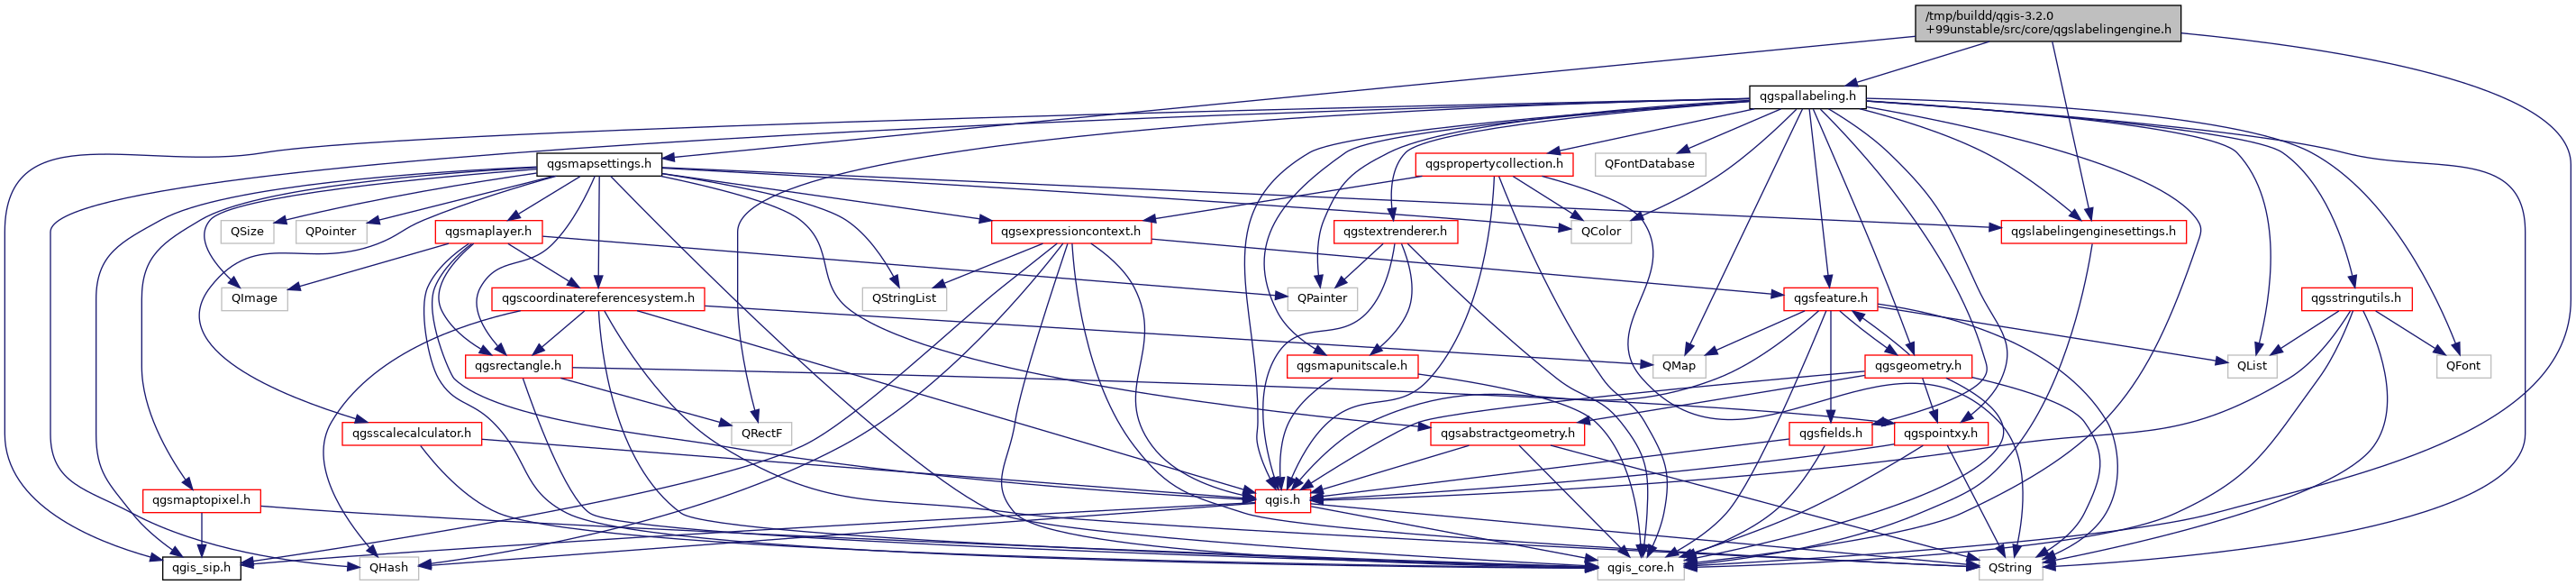 /tmp/buildd/qgis-3.2.0
+99unstable/src/core/qgslabelingengine.h
qgspallabeling.h
qgsmapsettings.h
qgspropertycollection.h
QFontDatabase
QSize
QPointer
qgsmaplayer.h
qgsexpressioncontext.h
qgstextrenderer.h
QColor
qgslabelingenginesettings.h
QImage
qgscoordinatereferencesystem.h
QStringList
QPainter
qgsfeature.h
qgsstringutils.h
qgsrectangle.h
qgsmapunitscale.h
QMap
qgsgeometry.h
QList
QFont
qgsscalecalculator.h
QRectF
qgsabstractgeometry.h
qgsfields.h
qgspointxy.h
qgsmaptopixel.h
qgis.h
qgis_sip.h
QHash
qgis_core.h
QString